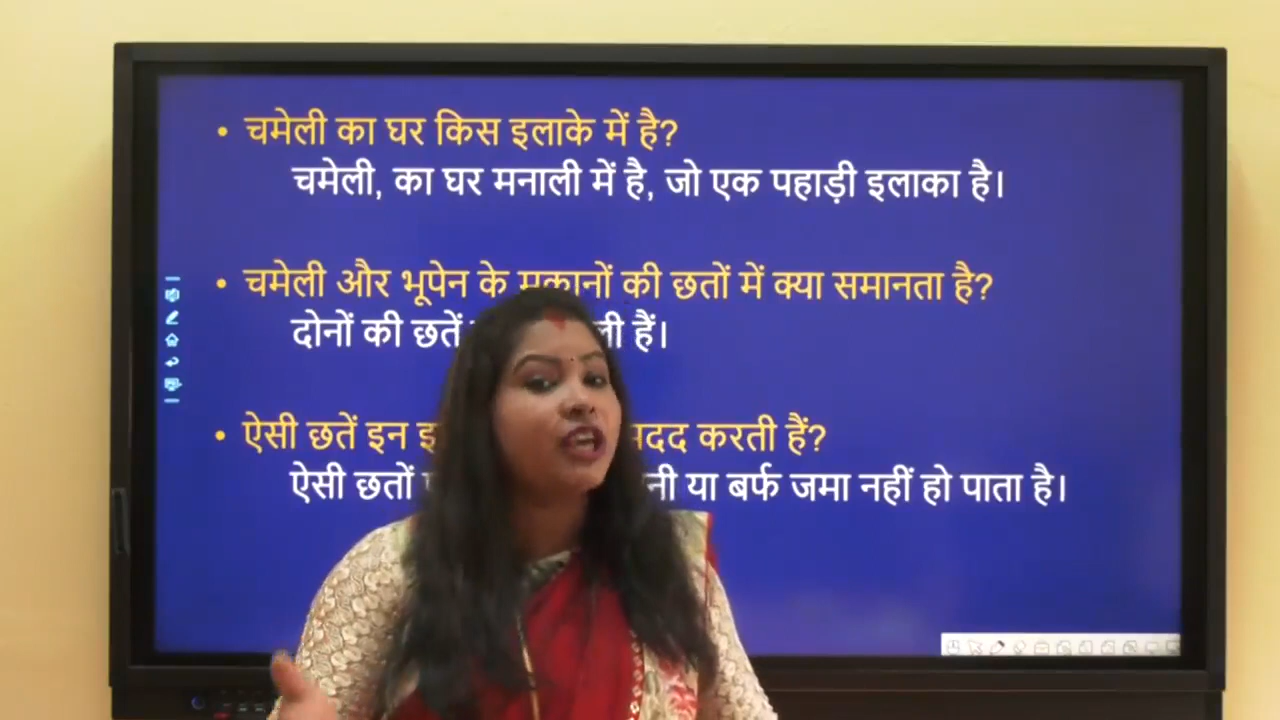 • चमेली का घर किस इलाके में है?
चमेली, का घर मनाली में है, जो एक पहाड़ी इलाका है।
• चमेली और भूपेन के मकानों की छतों में क्या समानता है?
दोनों की छतें हैं।
• ऐसी छतें इन मदद करती हैं?
ऐसी छतों या बर्फ जमा नहीं हो पाता है।